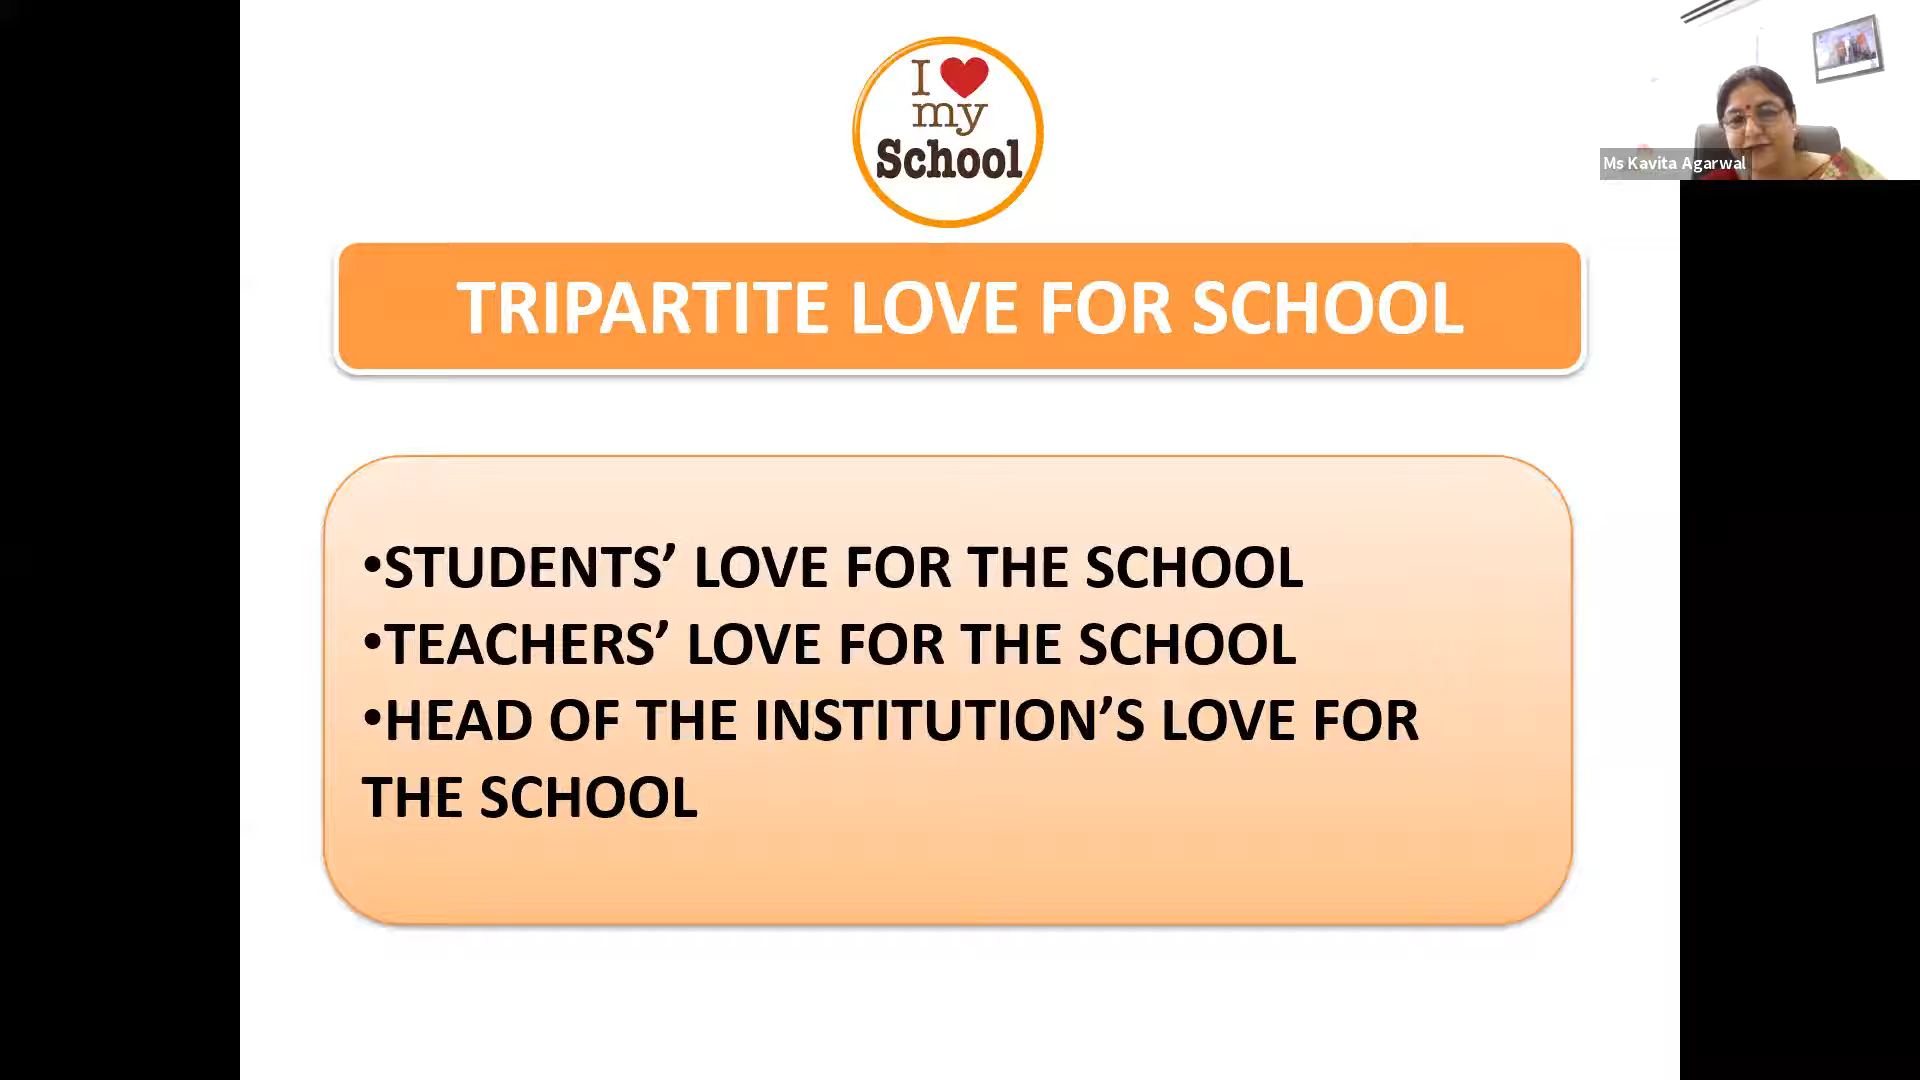 I
my
School
Ms Kavita Agarwal
TRIPARTITE LOVE FOR SCHOOL
•STUDENTS’ LOVE FOR THE SCHOOL
•TEACHERS’ LOVE FOR THE SCHOOL
•HEAD OF THE INSTITUTION’S LOVE FOR
THE SCHOOL